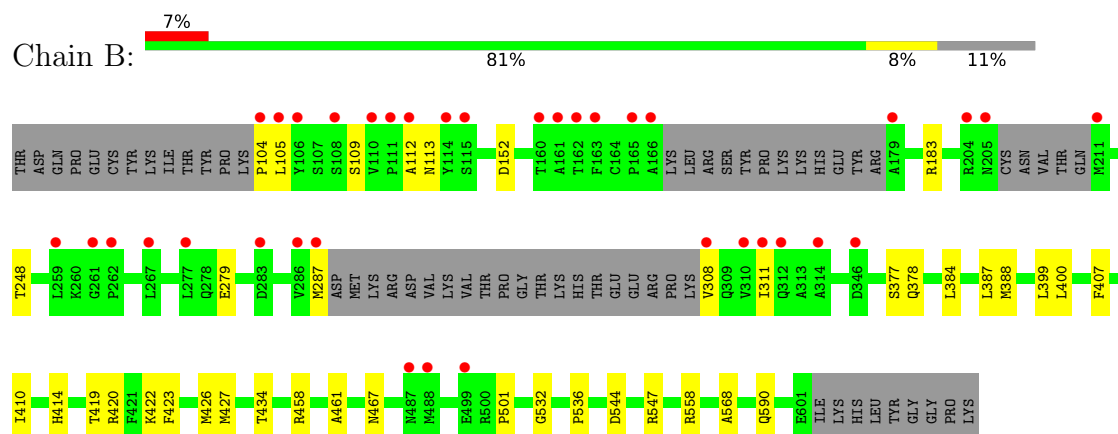 7%
Chain B:
81% 8% 11%
THR ASP GLN PRO GLU CYS TYR LYS ILE THR TYR PRO LYS P104 L105 Y106 S107 S108 S109 V110 P111 A112 N113 Y114 S115 D152 T160 A161 T162 F163 C164 P165 A166 LYS LEU ARG SER TYR PRO LYS LYS HIS GLU TYR ARG A179 R183 R204 N205 CYS ASN VAL THR GLN M211
T248 L259 K260 G261 P262 L267 L277 Q278 E279 D283 V286 M287 ASP MET LYS ARG ASP VAL LYS VAL THR PRO GLY THR LYS HIS THR GLU GLU ARG PRO LYS V308 Q309 V310 I311 Q312 A313 A314 D346 S377 Q378 L384 L387 M388 L399 L400 F407
I410 H414 T419 R420 F421 K422 F423 M426 M427 T434 R458 A461 N467 N487 M488 E499 R500 P501 G532 P536 D544 R547 R558 A568 Q590 E601 ILE LYS HIS LEU TYR GLY GLY PRO LYS